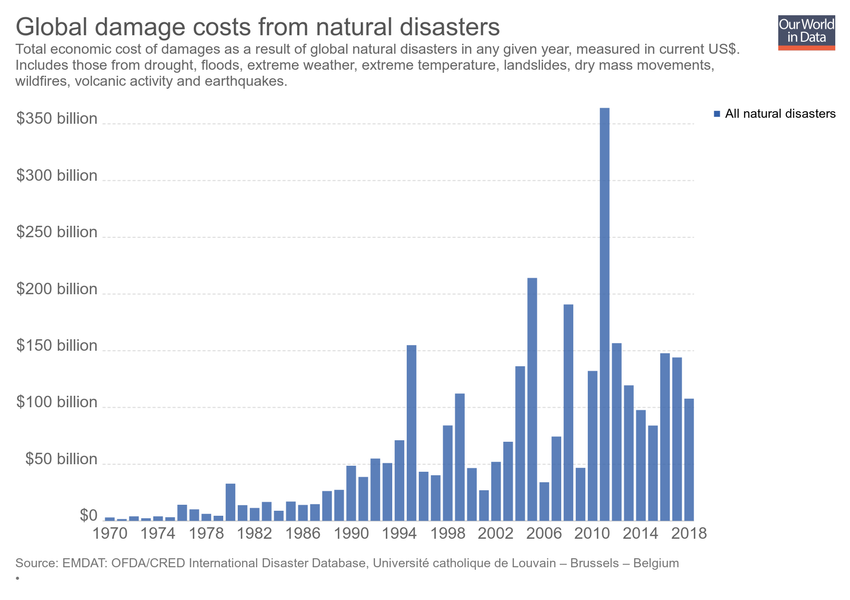 Global damage costs from natural disasters
Our World
in Data
Total economic cost of damages as a result of global natural disasters in any given year, measured in current US$.
Includes those from drought, floods, extreme weather, extreme temperature, landslides, dry mass movements,
wildfires, volcanic activity and earthquakes.
All natural disasters
$350 billion
$300 billion
$250 billion
$200 billion
$150 billion
$100 billion
$50 billion
$0
1970 1974 1978 1982 1986 1990 1994 1998 2002 2006 2010 2014 2018
Source: EMDAT: OFDA/CRED International Disaster Database, Université catholique de Louvain – Brussels – Belgium
•